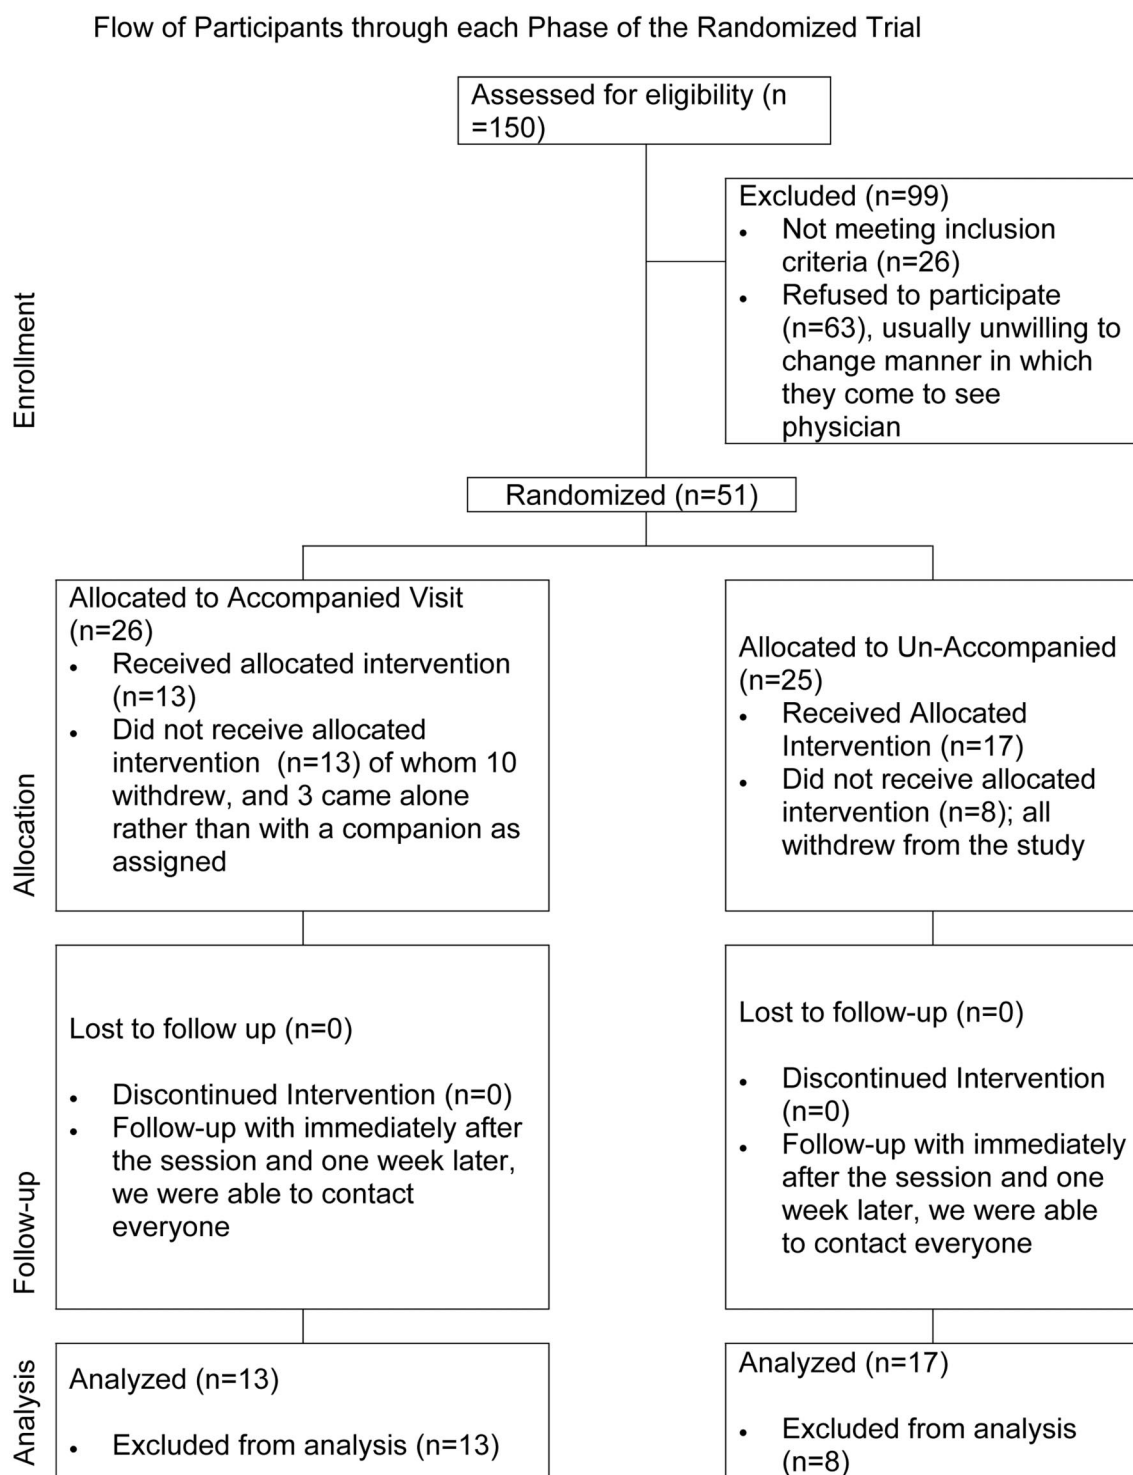 Flow of Participants through each Phase of the Randomized Trial
Assessed for eligibility (n
=150)
Enrollment
Excluded (n=99)
• Not meeting inclusion
criteria (n=26)
• Refused to participate
(n=63), usually unwilling to
change manner in which
they come to see
physician
Randomized (n=51)
Allocation
Allocated to Accompanied Visit
(n=26)
• Received allocated intervention
(n=13)
• Did not receive allocated
intervention  (n=13) of whom 10
withdrew, and 3 came alone
rather than with a companion as
assigned
Allocated to Un-Accompanied
(n=25)
• Received Allocated
Intervention (n=17)
• Did not receive allocated
intervention (n=8); all
withdrew from the study
Follow-up
Lost to follow up (n=0)
• Discontinued Intervention (n=0)
• Follow-up with immediately after
the session and one week later,
we were able to contact
everyone
Lost to follow-up (n=0)
• Discontinued Intervention
(n=0)
• Follow-up with immediately
after the session and one
week later, we were able
to contact everyone
Analysis
Analyzed (n=13)
• Excluded from analysis (n=13)
Analyzed (n=17)
• Excluded from analysis
(n=8)